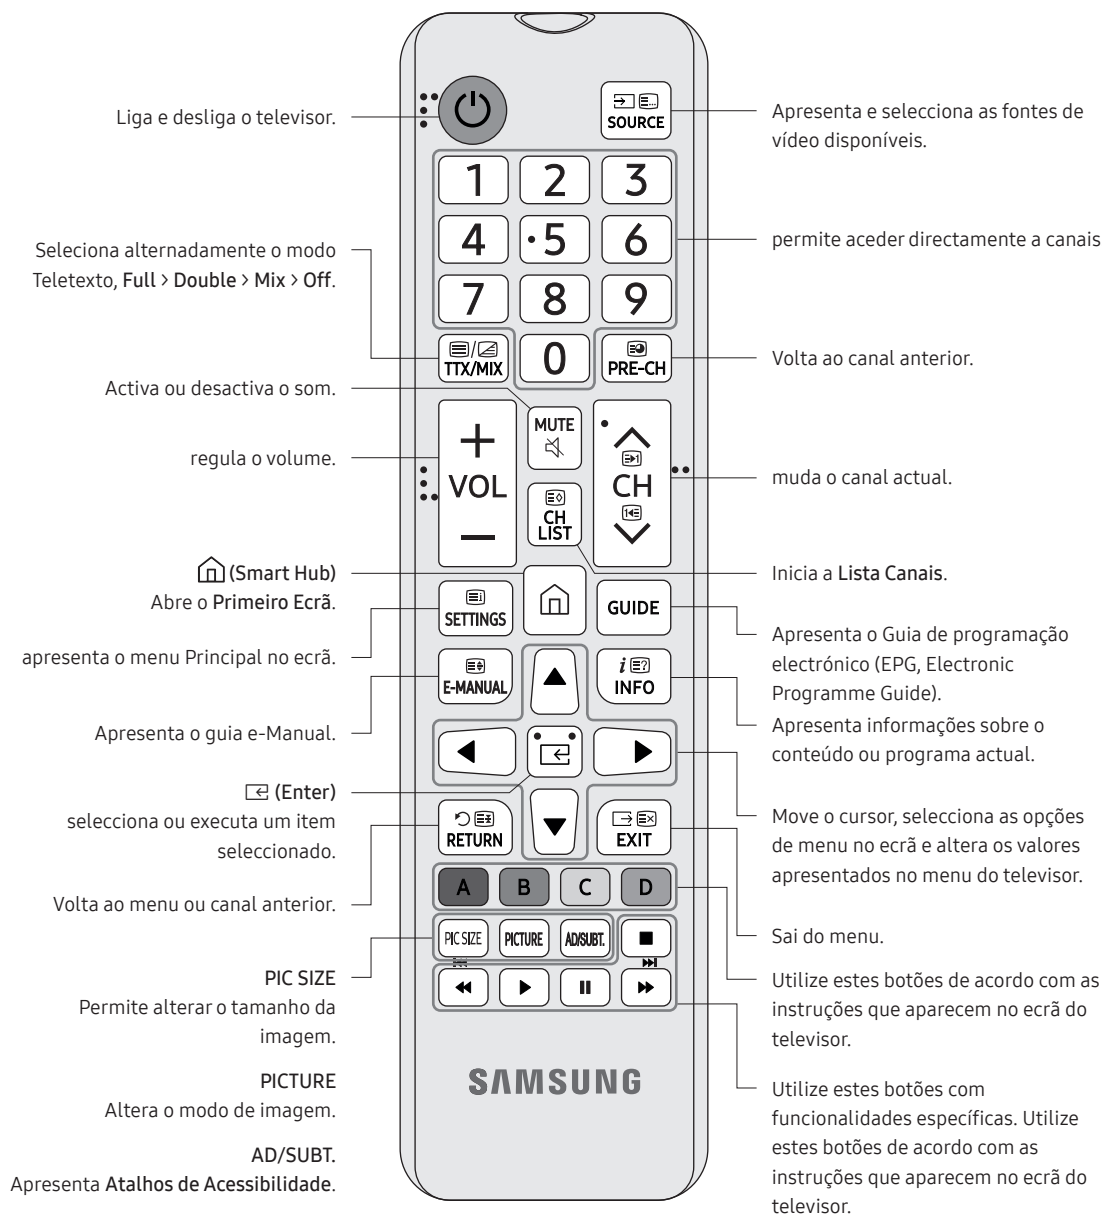 Liga e desliga o televisor.
SOURCE
Apresenta e selecciona as fontes de
vídeo disponíveis.
1 2 3
4 5 6
7 8 9
0
permite aceder directamente a canais
Seleciona alternadamente o modo
Teletexto, Full > Double > Mix > Off.
TTX/MIX
PRE-CH
Volta ao canal anterior.
Activa ou desactiva o som.
MUTE
regula o volume.
+
VOL
—
CH
muda o canal actual.
CH
LIST
Inicia a Lista Canais.
(Smart Hub)
Abre o Primeiro Ecrã.
SETTINGS
GUIDE
apresenta o menu Principal no ecrã.
Apresenta o Guia de programação
electrónico (EPG, Electronic
Programme Guide).
E-MANUAL
i
INFO
Apresenta o guia e-Manual.
Apresenta informações sobre o
conteúdo ou programa actual.
(Enter)
selecciona ou executa um item
seleccionado.
RETURN
EXIT
Move o cursor, selecciona as opções
de menu no ecrã e altera os valores
apresentados no menu do televisor.
A B C D
Volta ao menu ou canal anterior.
Sai do menu.
PIC SIZE PICTURE AD/SUBT.
PIC SIZE
Permite alterar o tamanho da
imagem.
Utilize estes botões de acordo com as
instruções que aparecem no ecrã do
televisor.
SAMSUNG
PICTURE
Altera o modo de imagem.
AD/SUBT.
Apresenta Atalhos de Acessibilidade.
Utilize estes botões com
funcionalidades específicas. Utilize
estes botões de acordo com as
instruções que aparecem no ecrã do
televisor.